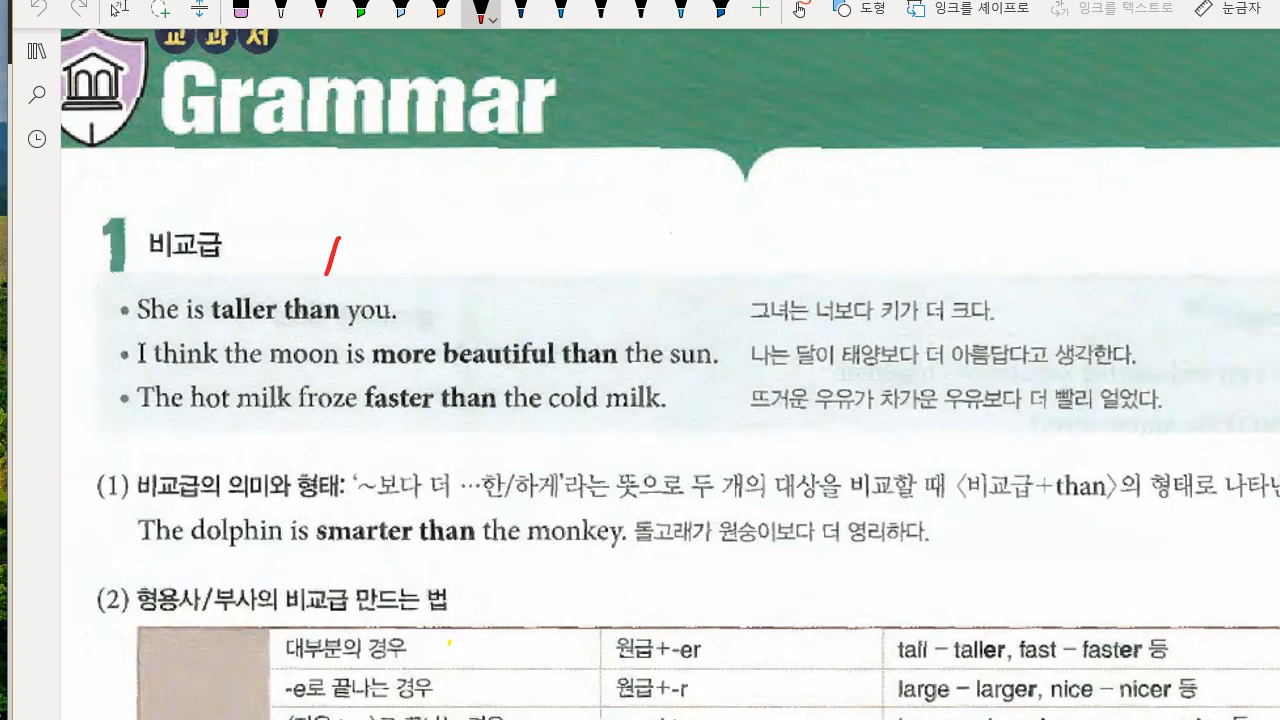 도형 잉크를 셰이프로 잉크를 텍스트로 눈금자
교과서
Grammar
1 비교급
• She is taller than you. 그녀는 너보다 키가 더 크다.
• I think the moon is more beautiful than the sun. 나는 달이 태양보다 더 아름답다고 생각한다.
• The hot milk froze faster than the cold milk. 뜨거운 우유가 차가운 우유보다 더 빨리 얼었다.
(1) 비교급의 의미와 형태: ‘~보다 더 …한/하게’라는 뜻으로 두 개의 대상을 비교할 때 〈비교급+than〉의 형태로
The dolphin is smarter than the monkey. 돌고래가 원숭이보다 더 영리하다.
(2) 형용사/부사의 비교급 만드는 법
대부분의 경우 원급+-er tall – taller, fast – faster 등
-e로 끝나는 경우 원급+-r large – larger, nice – nicer 등